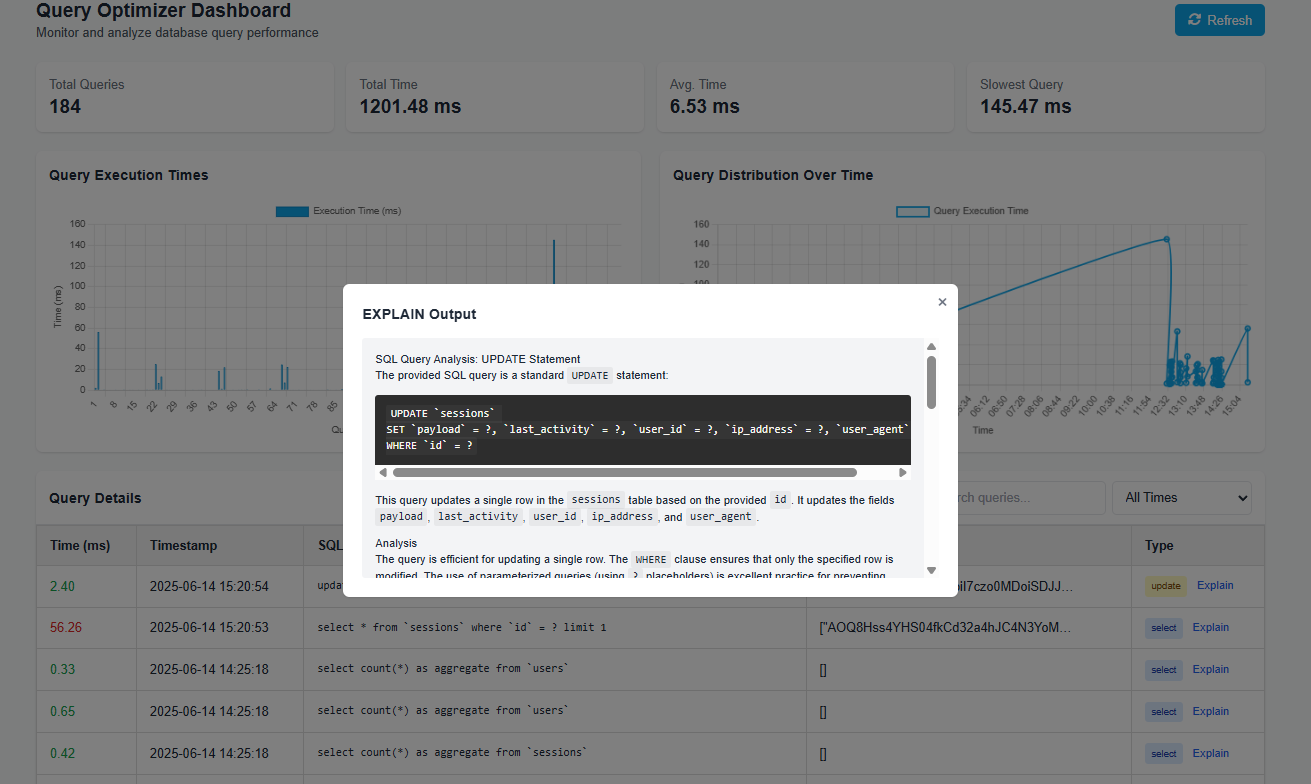 Query Optimizer Dashboard
Monitor and analyze database query performance
Refresh
Total Queries
184
Total Time
1201.48 ms
Avg. Time
6.53 ms
Slowest Query
145.47 ms
Query Execution Times
Execution Time (ms)
160
140
120
100
80
60
40
20
0
Time (ms)
1
8
15
22
29
36
43
50
57
64
71
78
85
Qu
Query Distribution Over Time
Query Execution Time
160
140
120
100
06:12
06:50
07:28
08:06
08:44
09:22
10:00
10:38
11:16
11:54
12:32
13:10
13:48
14:26
15:04
Time
EXPLAIN Output
×
SQL Query Analysis: UPDATE Statement
The provided SQL query is a standard UPDATE statement:
UPDATE `sessions`
SET `payload` = ?, `last_activity` = ?, `user_id` = ?, `ip_address` = ?, `user_agent`
WHERE `id` = ?
This query updates a single row in the sessions table based on the provided id. It updates the fields
payload, last_activity, user_id, ip_address, and user_agent.
Analysis
The query is efficient for updating a single row. The WHERE clause ensures that only the specified row is
modified. The use of parameterized queries (using ? placeholders) is excellent practice for preventing
Query Details
rch queries...
All Times
Time (ms)
Timestamp
SQL
Type
2.40
2025-06-14 15:20:54
upda
update
Explain
56.26
2025-06-14 15:20:53
select * from `sessions` where `id` = ? limit 1
["AOQ8Hss4YHS04fkCd32a4hJC4N3YoM...
select
Explain
0.33
2025-06-14 14:25:18
select count(*) as aggregate from `users`
[]
select
Explain
0.65
2025-06-14 14:25:18
select count(*) as aggregate from `users`
[]
select
Explain
0.42
2025-06-14 14:25:18
select count(*) as aggregate from `sessions`
[]
select
Explain